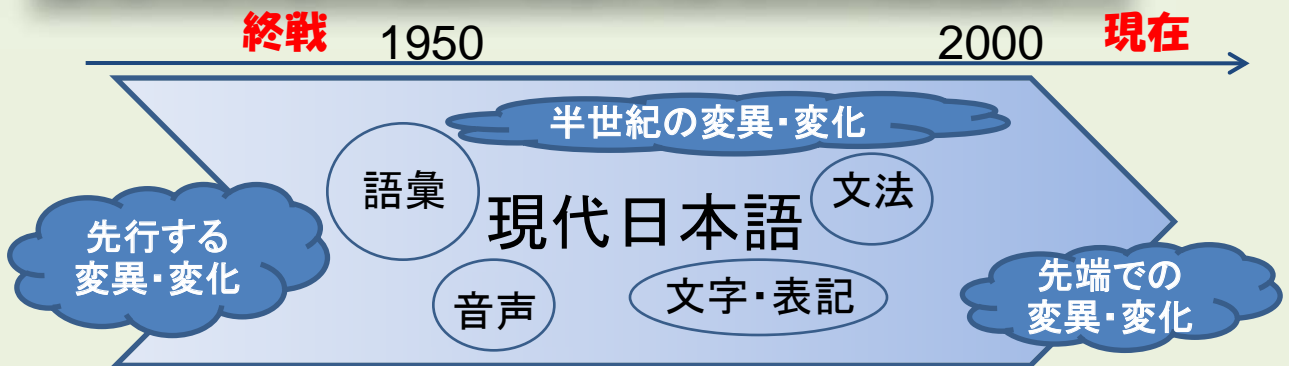 終戦 1950 2000 現在
半世紀の変異・変化
語彙
文法
現代日本語
先行する
変異・変化
音声
文字・表記
先端での
変異・変化